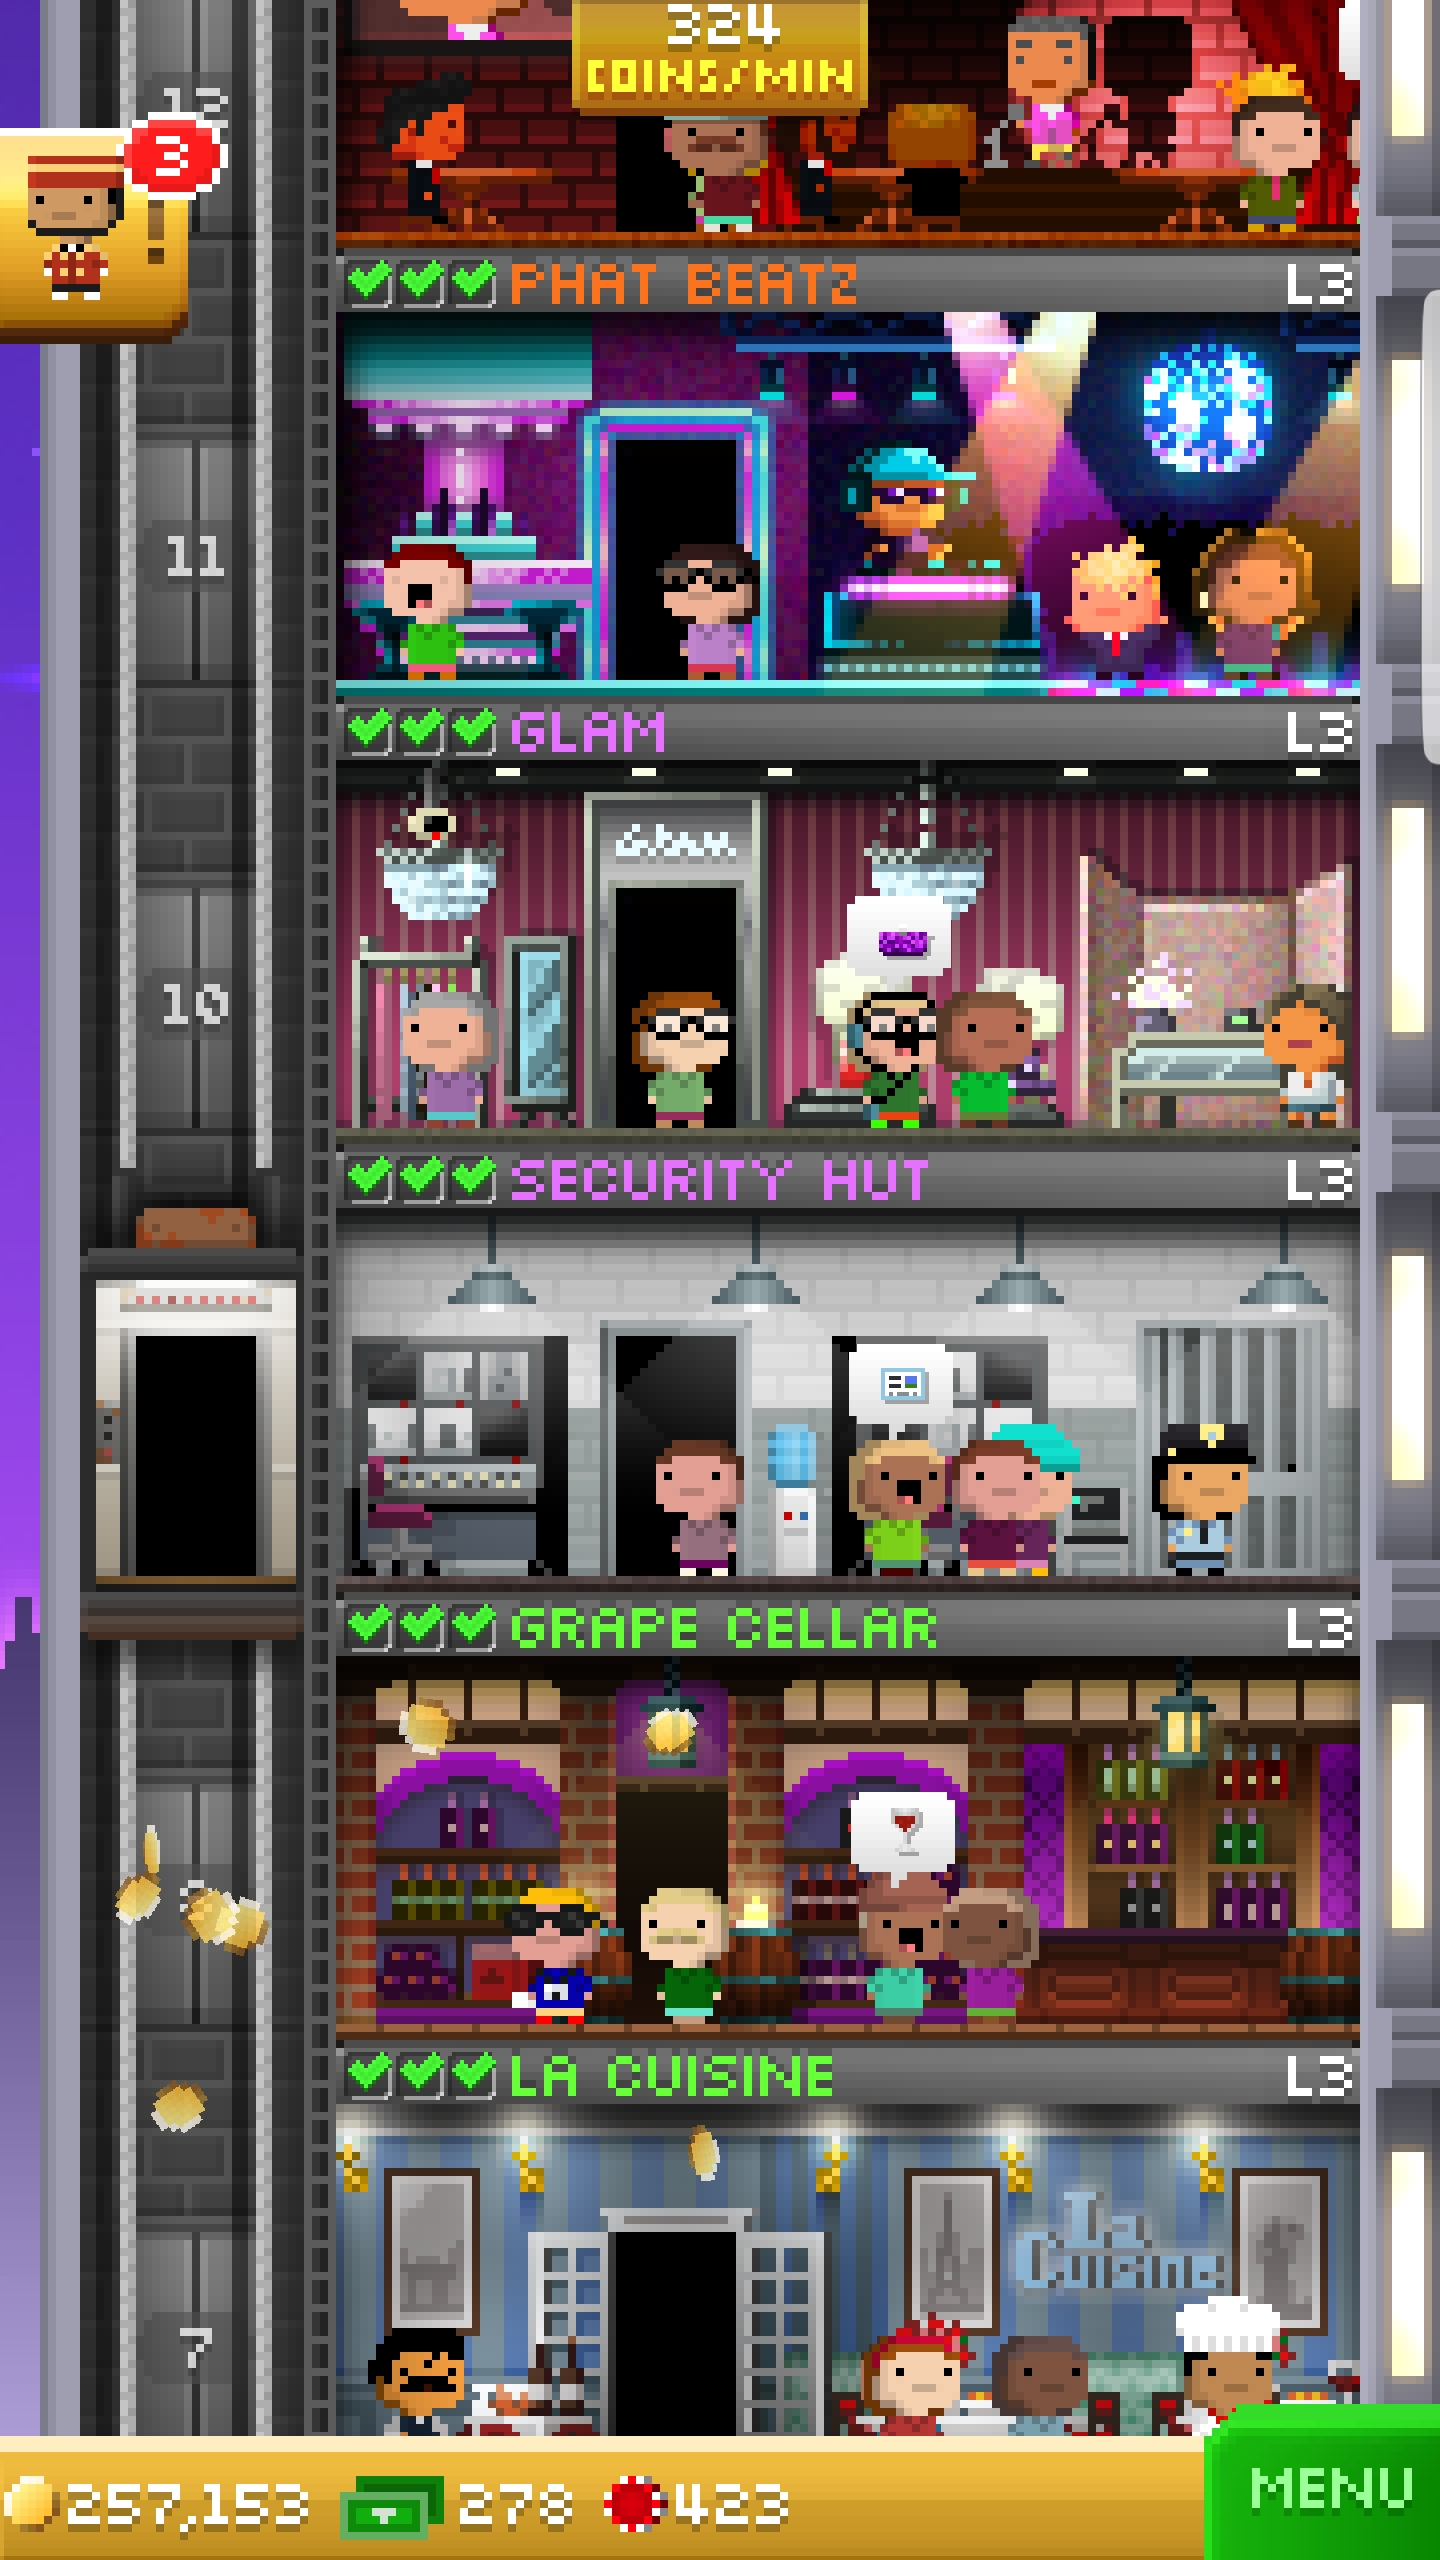 324
COINS/MIN
12
3
PHAT BEATZ
L3
11
GLAM
L3
Glam
10
SECURITY HUT
L3
GRAPE CELLAR
L3
LA CUISINE
L3
La
Cuisine
7
257,153
278
423
MENU